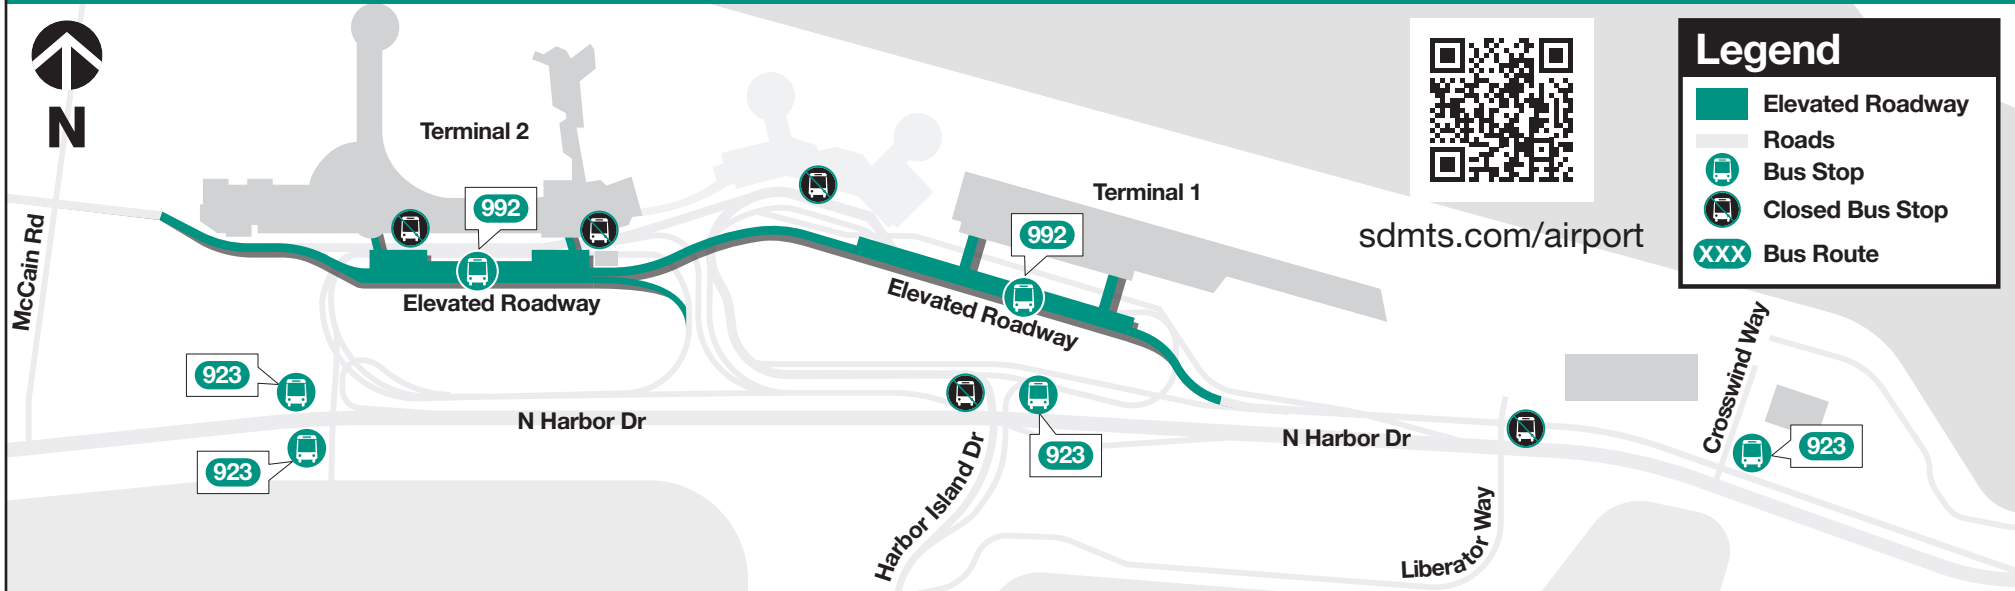 N
Terminal 2
992
Terminal 1
992
sdmts.com/airport
Legend
Elevated Roadway
Roads
Bus Stop
Closed Bus Stop
XXX Bus Route
McCain Rd
Elevated Roadway
Elevated Roadway
923
923
N Harbor Dr
923
Harbor Island Dr
N Harbor Dr
Liberator Way
Crosswind Way
923